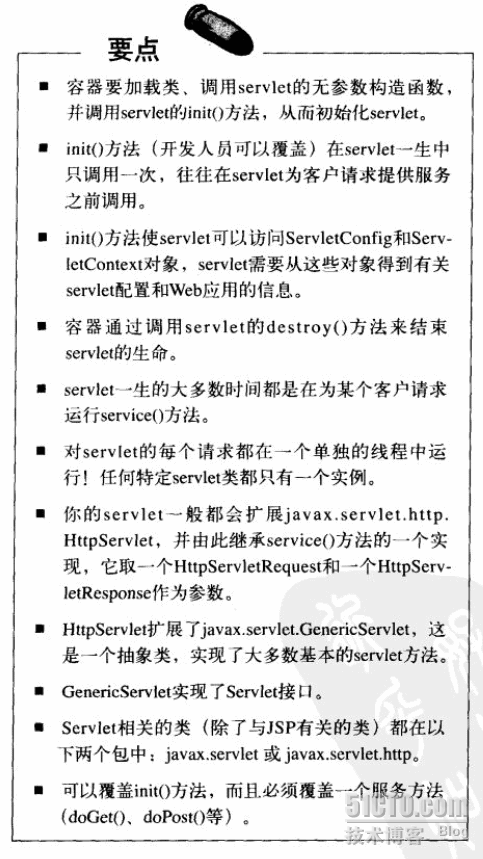 要点
■ 容器要加载类、调用servlet的无参数构造函数，
并调用servlet的init()方法，从而初始化servlet。
■ init()方法（开发人员可以覆盖）在servlet一生中
只调用一次，往往在servlet为客户请求提供服务
之前调用。
■ init()方法使servlet可以访问ServletConfig和Serv-
letContext对象，servlet需要从这些对象得到有关
servlet配置和Web应用的信息。
■ 容器通过调用servlet的destroy()方法来结束
servlet的生命。
■ servlet一生的大多数时间都是在为某个客户请求
运行service()方法。
■ 对servlet的每个请求都在一个单独的线程中运
行！任何特定servlet类都只有一个实例。
■ 你的servlet一般都会扩展javax.servlet.http.
HttpServlet，并由此继承service()方法的一个实
现，它取一个HttpServletRequest和一个HttpServ-
letResponse作为参数。
■ HttpServlet扩展了javax.servlet.GenericServlet，这
是一个抽象类，实现了大多数基本的servlet方法。
■ GenericServlet实现了Servlet接口。
■ Servlet相关的类（除了与JSP有关的类）都在以
下两个包中：javax.servlet 或 javax.servlet.http。
■ 可以覆盖init()方法，而且必须覆盖一个服务方法
（doGet()、doPost()等）。
51CTO.com
技术博客 Blog